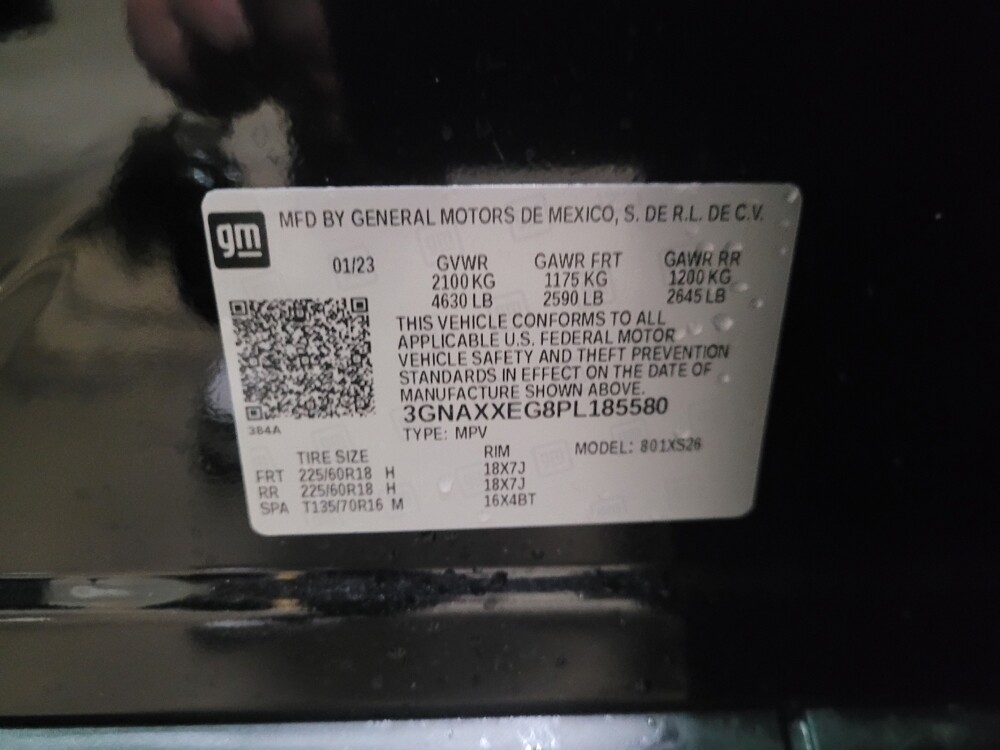 gm
MFD BY GENERAL MOTORS DE MEXICO, S. DE R.L. DE C.V.
01/23 GVWR GAWR FRT GAWR RR
2100 KG 1175 KG 1200 KG
4630 LB 2590 LB 2645 LB
THIS VEHICLE CONFORMS TO ALL
APPLICABLE U.S. FEDERAL MOTOR
VEHICLE SAFETY AND THEFT PREVENTION
STANDARDS IN EFFECT ON THE DATE OF
MANUFACTURE SHOWN ABOVE.
3GNAXXEG8PL185580
384A
TYPE: MPV
TIRE SIZE RIM MODEL: 801XS26
FRT 225/60R18 H 18X7J
RR 225/60R18 H 18X7J
SPA T135/70R16 M 16X4BT